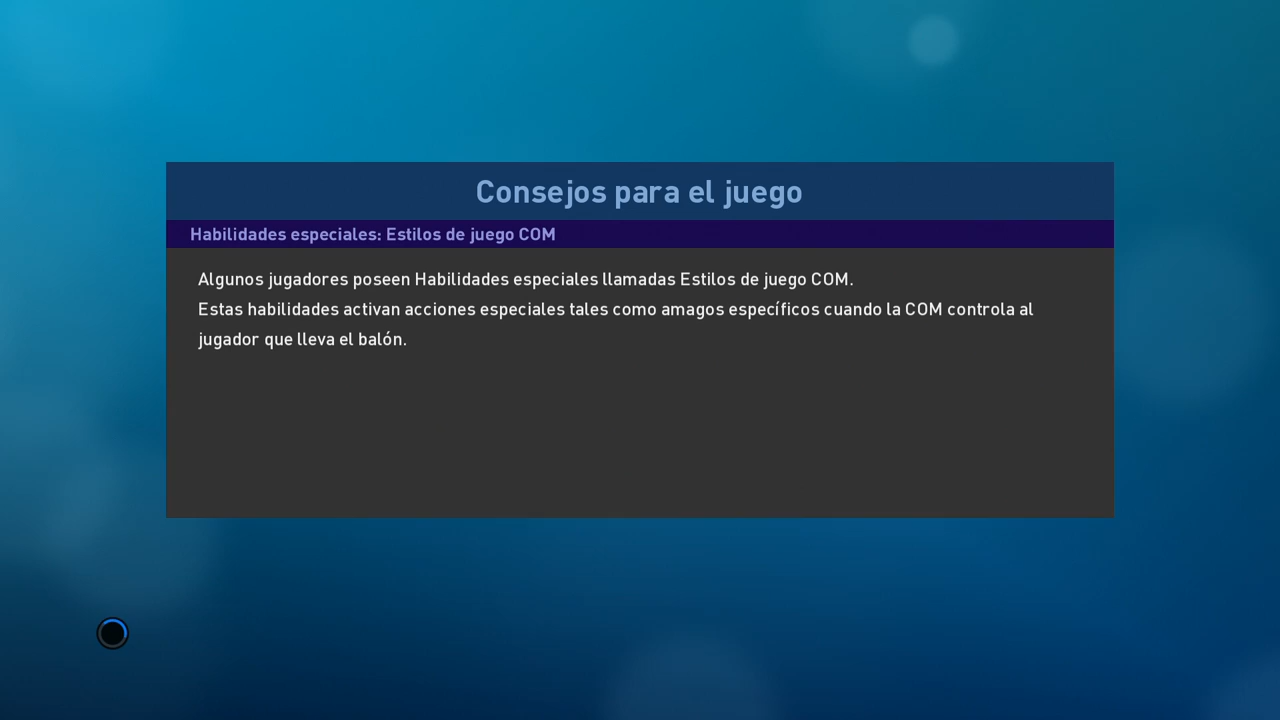 Consejos para el juego
Habilidades especiales: Estilos de juego COM
Algunos jugadores poseen Habilidades especiales llamadas Estilos de juego COM.
Estas habilidades activan acciones especiales tales como amagos específicos cuando la COM controla al
jugador que lleva el balón.